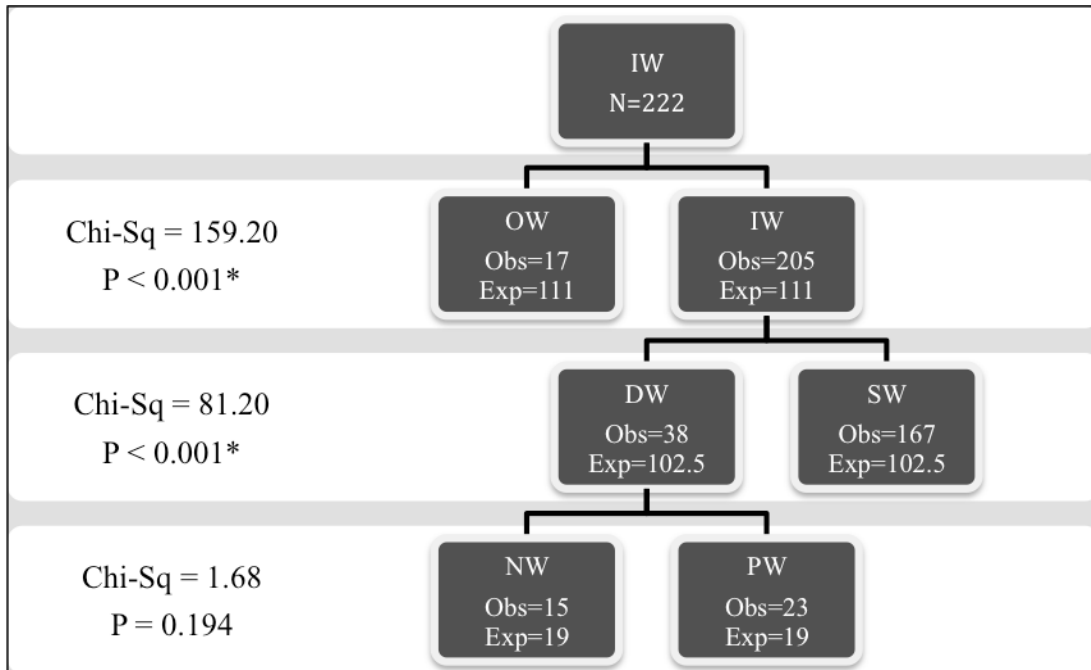 IW
N=222
Chi-Sq = 159.20
P < 0.001*
OW
Obs=17
Exp=111
IW
Obs=205
Exp=111
Chi-Sq = 81.20
P < 0.001*
DW
Obs=38
Exp=102.5
SW
Obs=167
Exp=102.5
Chi-Sq = 1.68
P = 0.194
NW
Obs=15
Exp=19
PW
Obs=23
Exp=19